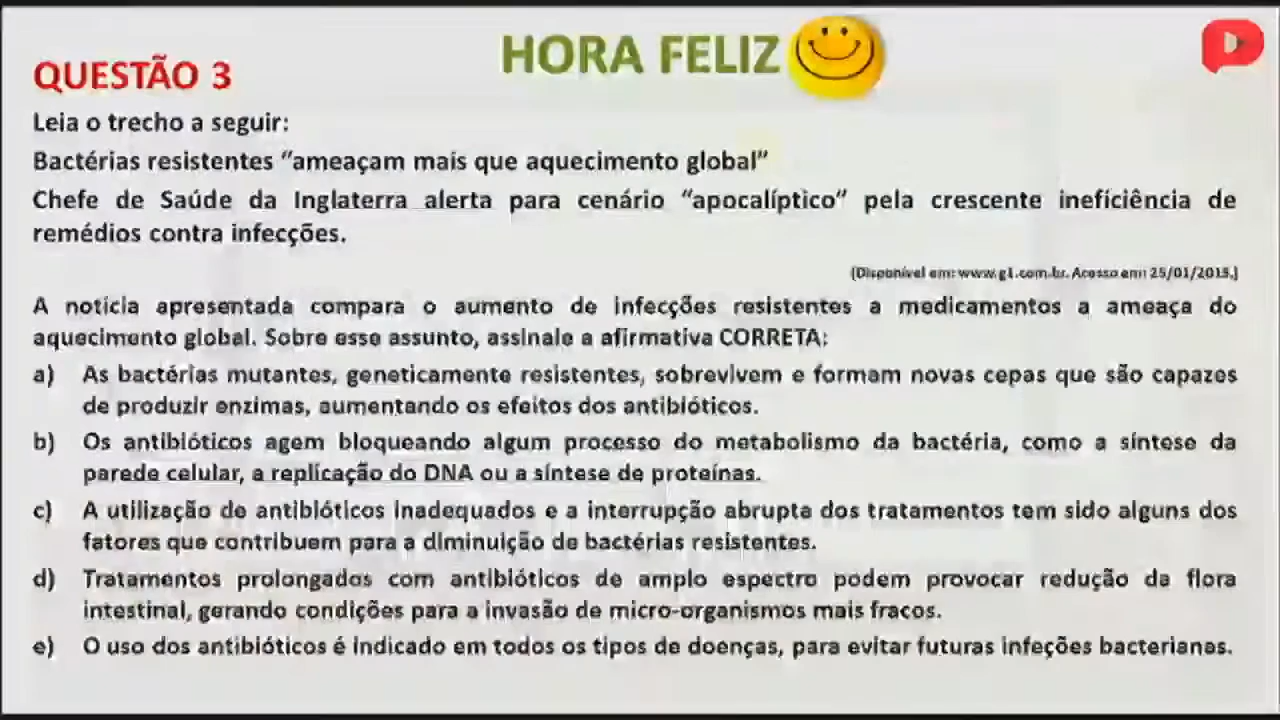 HORA FELIZ
QUESTÃO 3
Leia o trecho a seguir:
Bactérias resistentes “ameaçam mais que aquecimento global”
Chefe de Saúde da Inglaterra alerta para cenário “apocalíptico” pela crescente ineficiência de
remédios contra infecções.
(Disponível em: www.g1.com.br. Acesso em: 25/01/2015.)
A notícia apresentada compara o aumento de infecções resistentes a medicamentos a ameaça do
aquecimento global. Sobre esse assunto, assinale a afirmativa CORRETA:
a) As bactérias mutantes, geneticamente resistentes, sobrevivem e formam novas cepas que são capazes
de produzir enzimas, aumentando os efeitos dos antibióticos.
b) Os antibióticos agem bloqueando algum processo do metabolismo da bactéria, como a síntese da
parede celular, a replicação do DNA ou a síntese de proteínas.
c) A utilização de antibióticos inadequados e a interrupção abrupta dos tratamentos tem sido alguns dos
fatores que contribuem para a diminuição de bactérias resistentes.
d) Tratamentos prolongados com antibióticos de amplo espectro podem provocar redução da flora
intestinal, gerando condições para a invasão de micro-organismos mais fracos.
e) O uso dos antibióticos é indicado em todos os tipos de doenças, para evitar futuras infeções bacterianas.